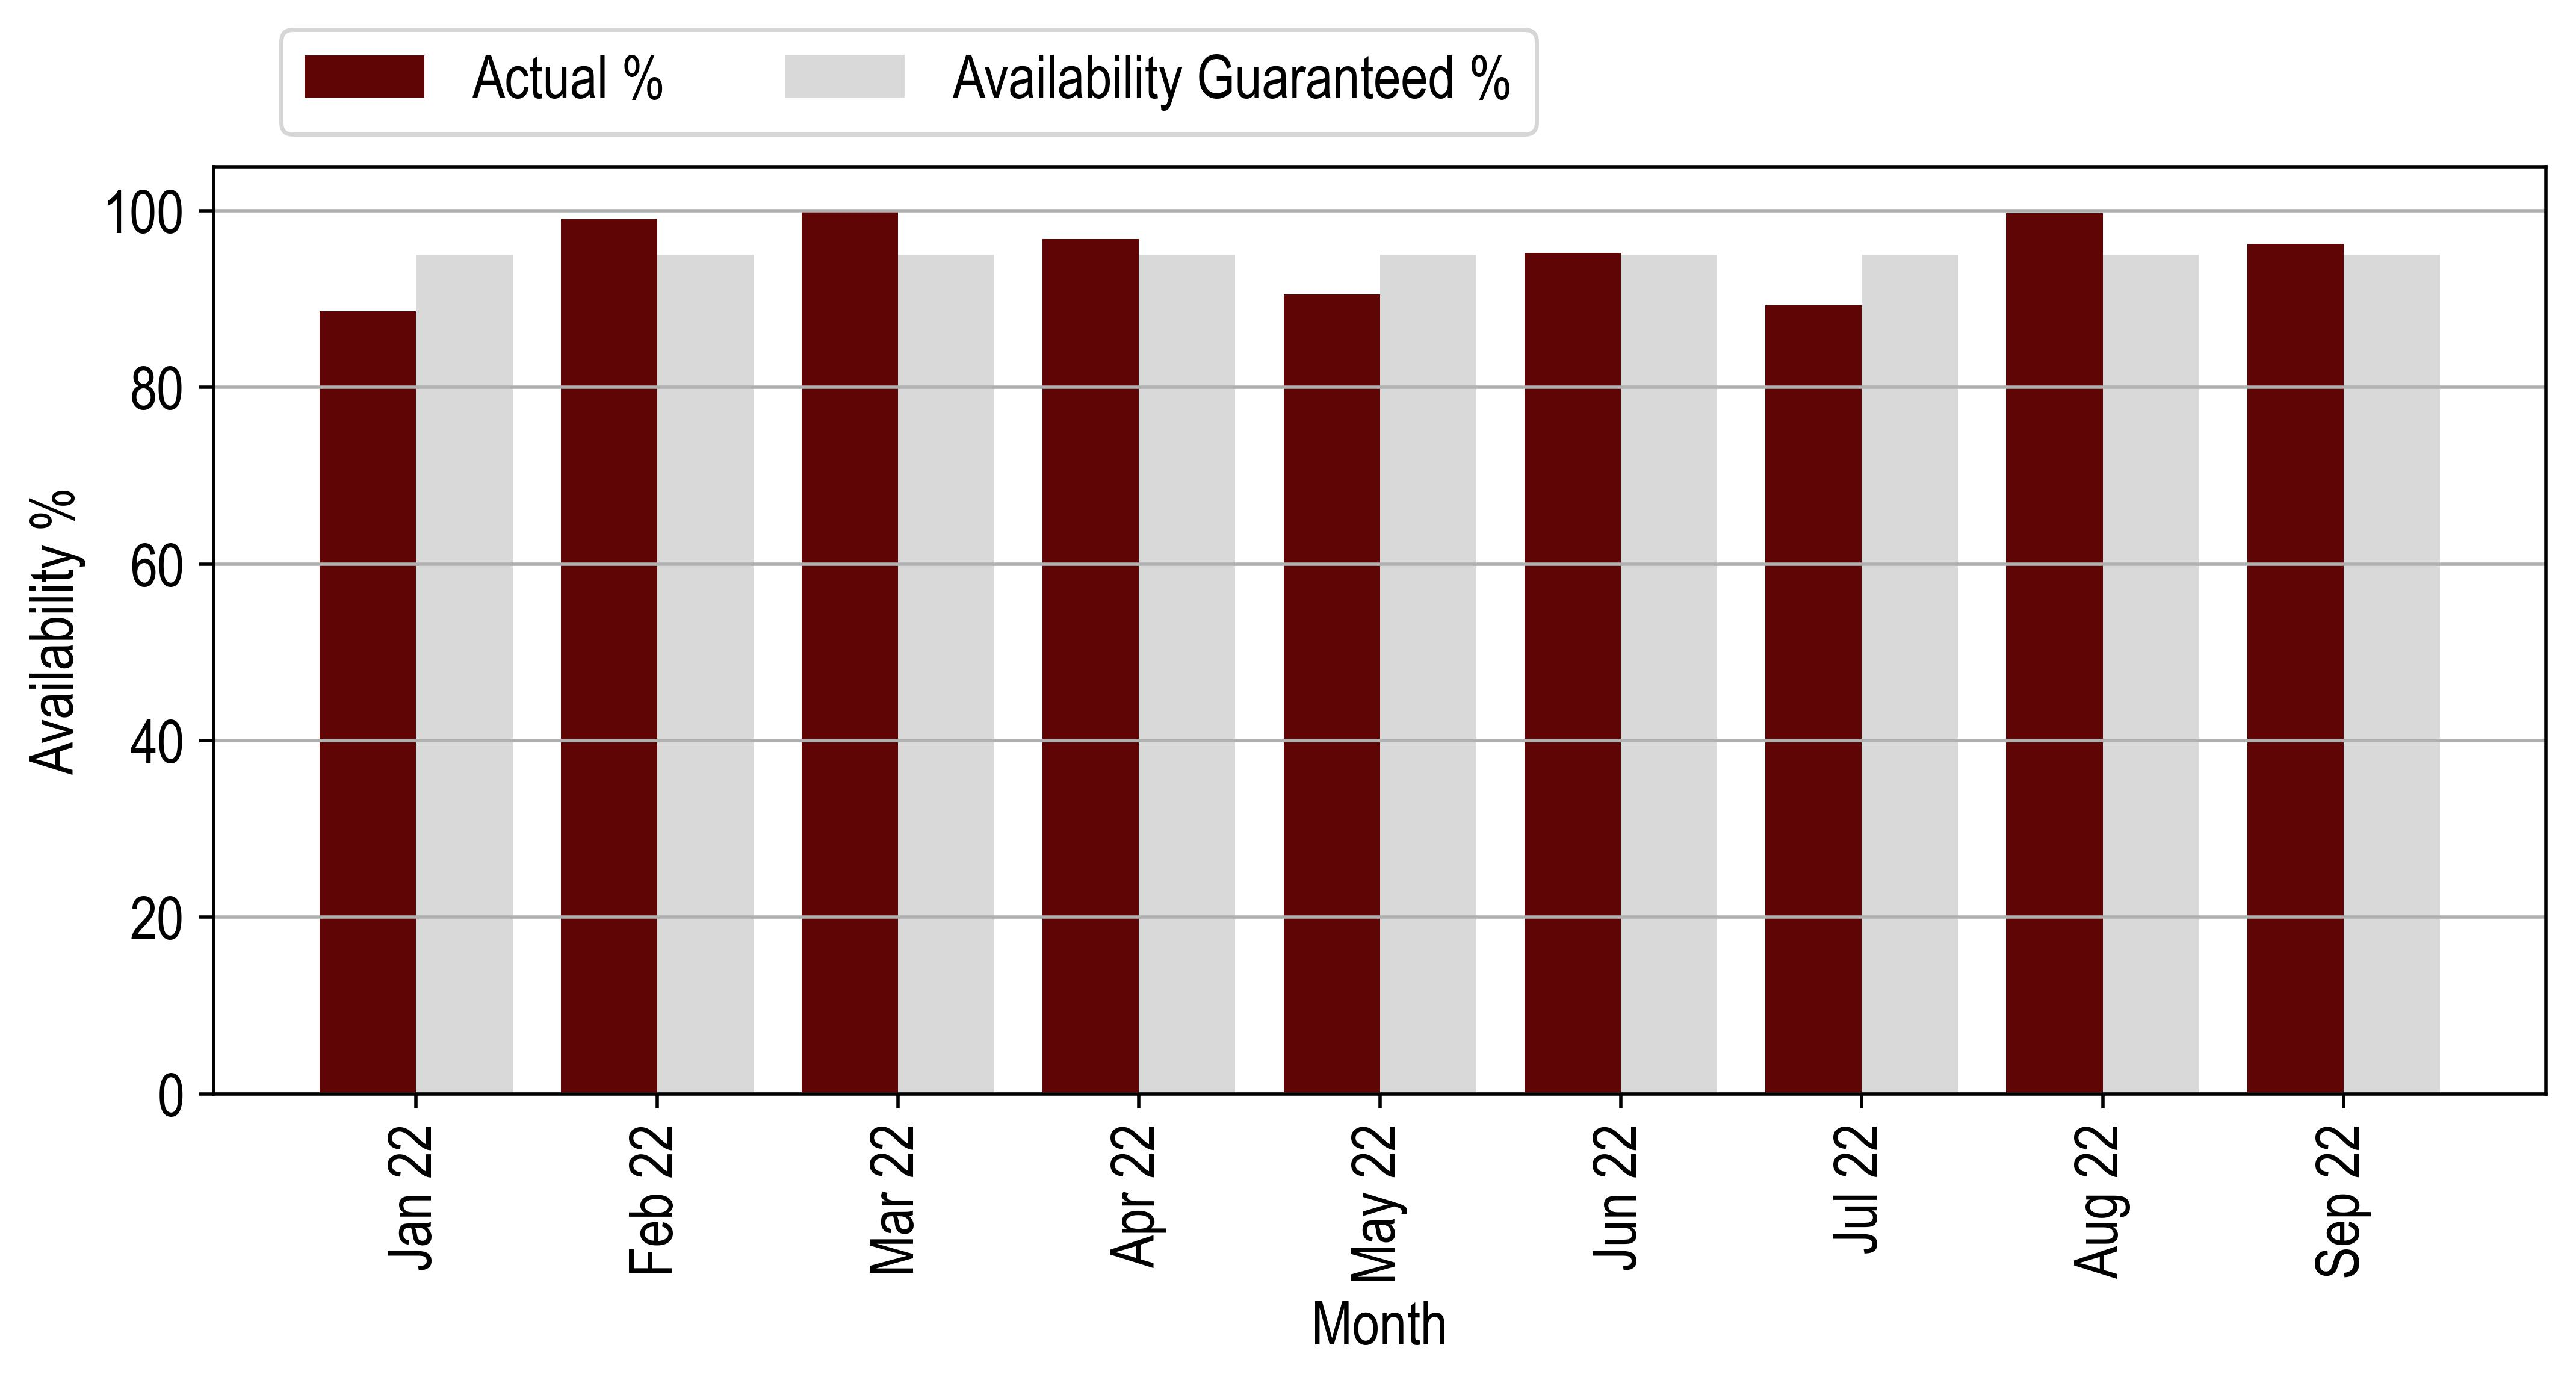 Actual %
Availability Guaranteed %
Availability %
100
80
60
40
20
0
Jan 22
Feb 22
Mar 22
Apr 22
May 22
Jun 22
Jul 22
Aug 22
Sep 22
Month